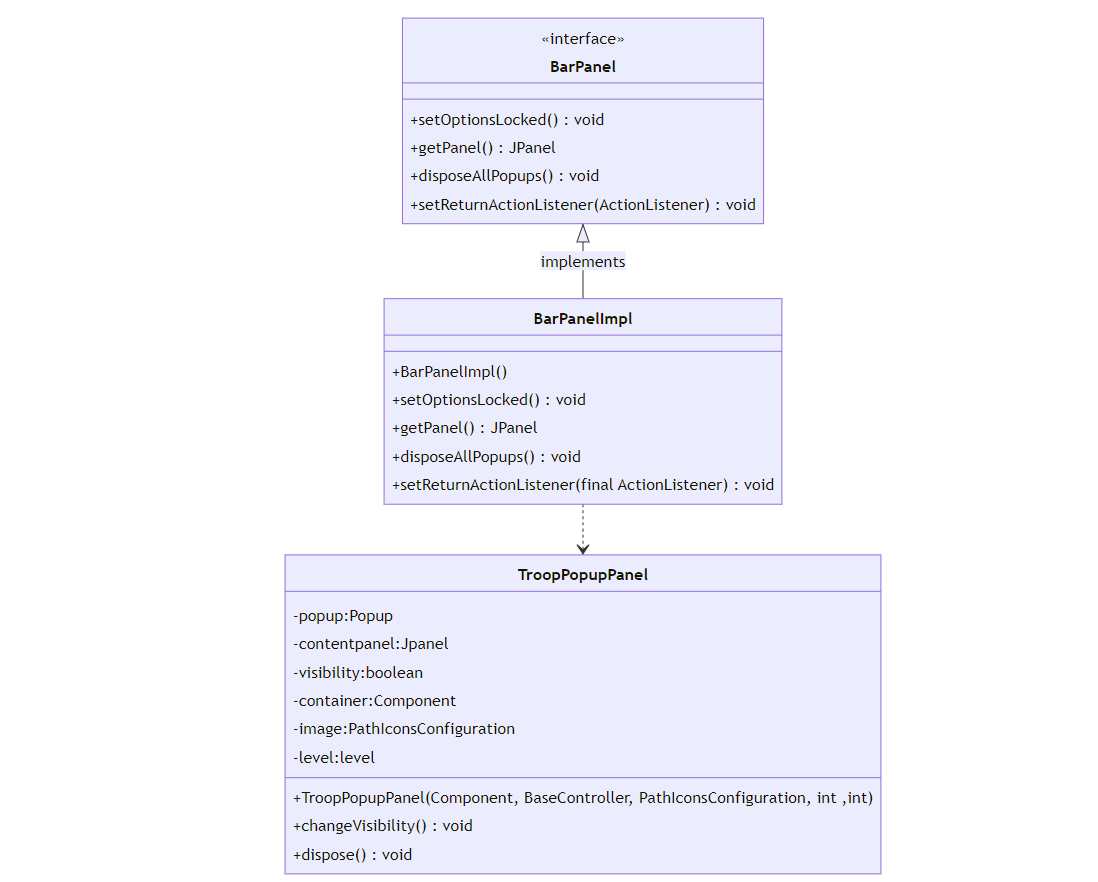 «interface»
BarPanel
+setOptionsLocked() : void
+getPanel() : JPanel
+disposeAllPopups() : void
+setReturnActionListener(ActionListener) : void
implements
BarPanelImpl
+BarPanelImpl()
+setOptionsLocked() : void
+getPanel() : JPanel
+disposeAllPopups() : void
+setReturnActionListener(final ActionListener) : void
TroopPopupPanel
-popup:Popup
-contentpanel:Jpanel
-visibility:boolean
-container:Component
-image:PathIconsConfiguration
-level:level
+TroopPopupPanel(Component, BaseController, PathIconsConfiguration, int ,int)
+changeVisibility() : void
+dispose() : void